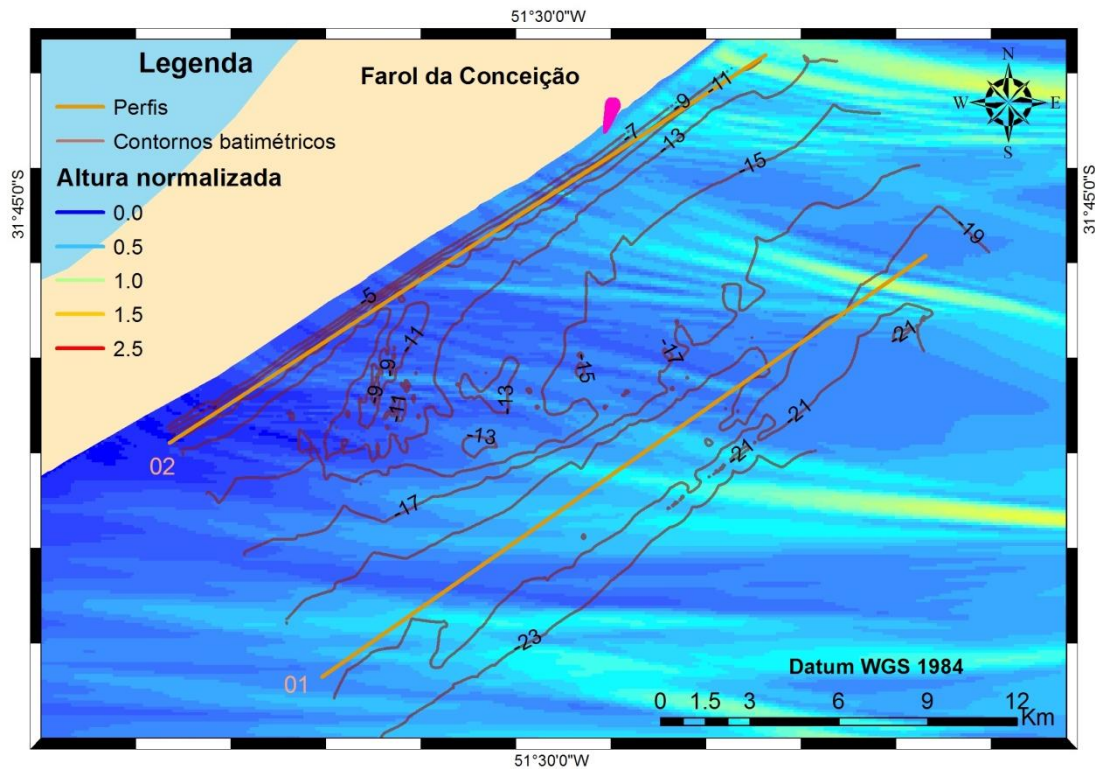 51°30'0"W
Legenda
Perfis
Contornos batimétricos
Altura normalizada
0.0
0.5
1.0
1.5
2.5
Farol da Conceição
N
W E
S
31°45'0"S
31°45'0"S
-11
-9
-7
-13
-15
-19
-5
-11
-9
-9
-11
-13
-15
-17
-21
-13
-21
-21
-17
-23
02
01
Datum WGS 1984
0 1.5 3 6 9 12
Km
51°30'0"W